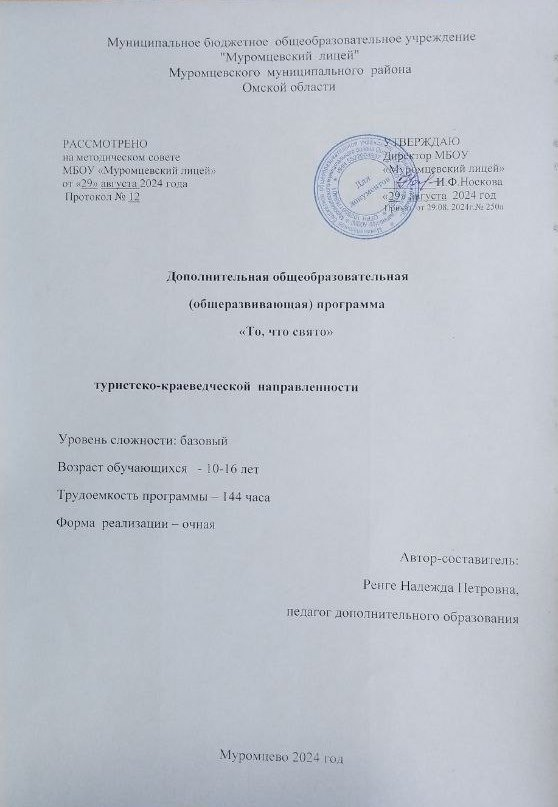 Муниципальное бюджетное общеобразовательное учреждение
"Муромцевский лицей"
Муромцевского муниципального района
Омской области
РАССМОТРЕНО
на методическом совете
МБОУ «Муромцевский лицей»
от «29» августа 2024 года
Протокол № 12
УТВЕРЖДАЮ
Директор МБОУ
«Муромцевский лицей»
И.Ф.Носкова
«29» августа 2024 год
Приказ от 29.08. 2024г.№ 250а
Для
документов
Дополнительная общеобразовательная
(общеразвивающая) программа
«То, что свято»
туристско-краеведческой направленности
Уровень сложности: базовый
Возраст обучающихся - 10-16 лет
Трудоемкость программы – 144 часа
Форма реализации – очная
Автор-составитель:
Ренге Надежда Петровна,
педагог дополнительного образования
Муромцево 2024 год